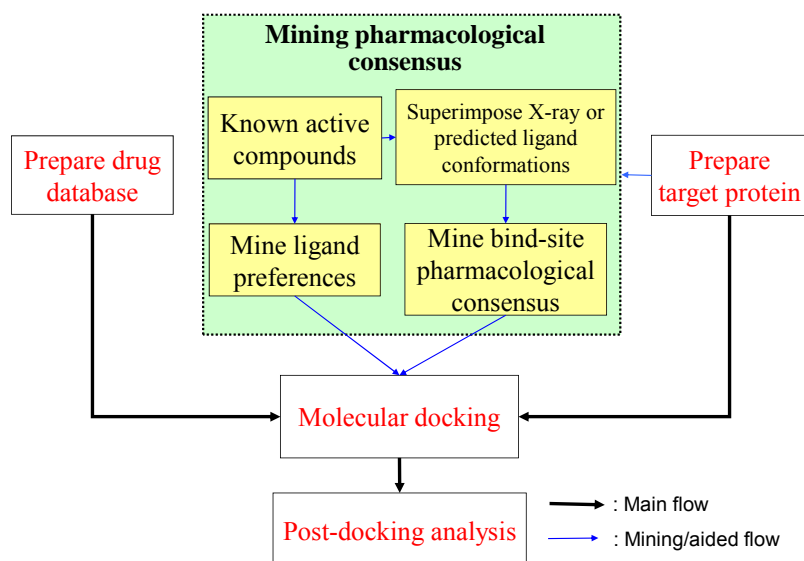 Mining pharmacological
consensus
Known active
compounds
Superimpose X-ray or
predicted ligand
conformations
Prepare drug
database
Prepare
target protein
Mine ligand
preferences
Mine bind-site
pharmacological
consensus
Molecular docking
Post-docking analysis
: Main flow
: Mining/aided flow